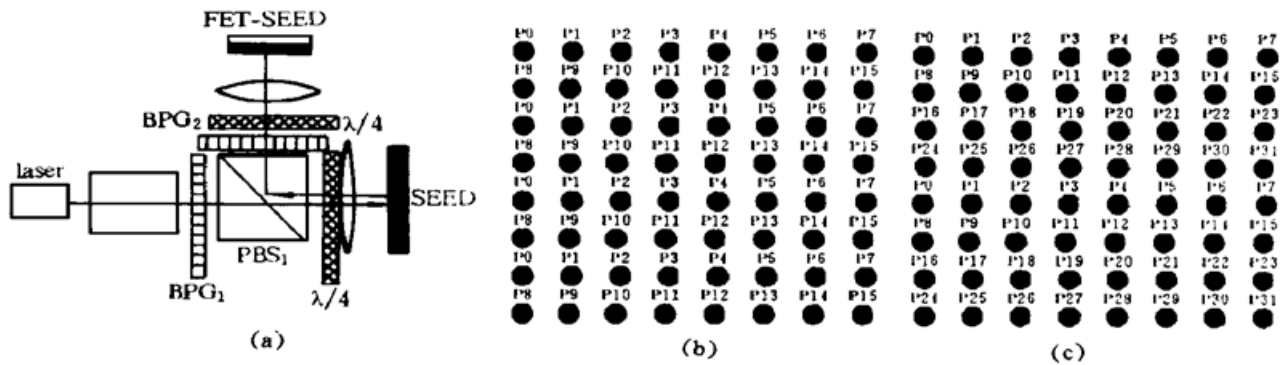 FET-SEED
BPG2
λ/4
laser
SEED
PBS1
BPG1
λ/4
(a)
P0 P1 P2 P3 P4 P5 P6 P7
P8 P9 P10 P11 P12 P13 P14 P15
P0 P1 P2 P3 P4 P5 P6 P7
P8 P9 P10 P11 P12 P13 P14 P15
P0 P1 P2 P3 P4 P5 P6 P7
P8 P9 P10 P11 P12 P13 P14 P15
P0 P1 P2 P3 P4 P5 P6 P7
P8 P9 P10 P11 P12 P13 P14 P15
(b)
P0 P1 P2 P3 P4 P5 P6 P7
P8 P9 P10 P11 P12 P13 P14 P15
P16 P17 P18 P19 P20 P21 P22 P23
P24 P25 P26 P27 P28 P29 P30 P31
P0 P1 P2 P3 P4 P5 P6 P7
P8 P9 P10 P11 P12 P13 P14 P15
P16 P17 P18 P19 P20 P21 P22 P23
P24 P25 P26 P27 P28 P29 P30 P31
(c)